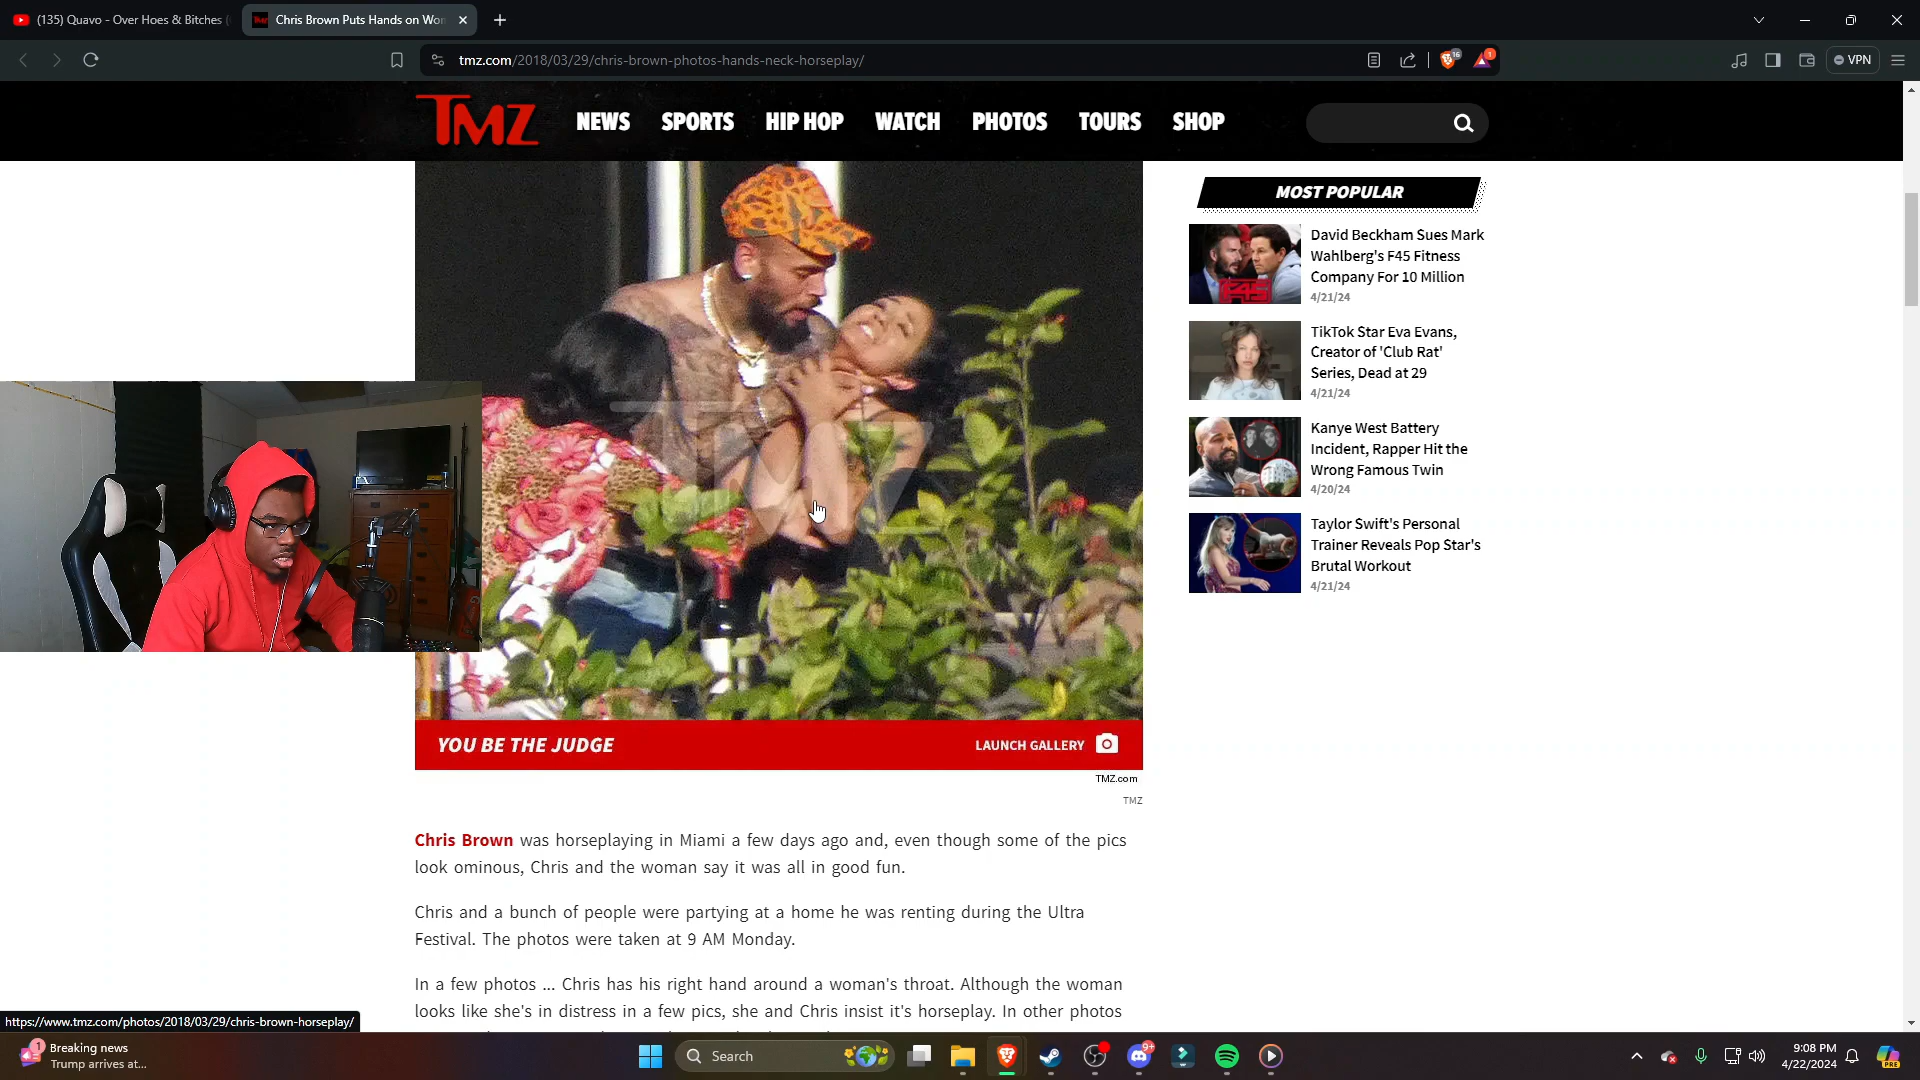 (135) Quavo - Over Hoes & Bitches (
Chris Brown Puts Hands on Wom
tmz.com/2018/03/29/chris-brown-photos-hands-neck-horseplay/
16
1
VPN
TMZ
NEWS
SPORTS
HIP HOP
WATCH
PHOTOS
TOURS
SHOP
TMZ
YOU BE THE JUDGE
LAUNCH GALLERY
TMZ.com
TMZ
Chris Brown was horseplaying in Miami a few days ago and, even though some of the pics
look ominous, Chris and the woman say it was all in good fun.
Chris and a bunch of people were partying at a home he was renting during the Ultra
Festival. The photos were taken at 9 AM Monday.
In a few photos ... Chris has his right hand around a woman's throat. Although the woman
looks like she's in distress in a few pics, she and Chris insist it's horseplay. In other photos
MOST POPULAR
David Beckham Sues Mark
Wahlberg's F45 Fitness
Company For 10 Million
4/21/24
F45
TikTok Star Eva Evans,
Creator of 'Club Rat'
Series, Dead at 29
4/21/24
Kanye West Battery
Incident, Rapper Hit the
Wrong Famous Twin
4/20/24
Taylor Swift's Personal
Trainer Reveals Pop Star's
Brutal Workout
4/21/24
https://www.tmz.com/photos/2018/03/29/chris-brown-horseplay/
1
Breaking news
Trump arrives at...
Search
9+
9:08 PM
4/22/2024
PRE